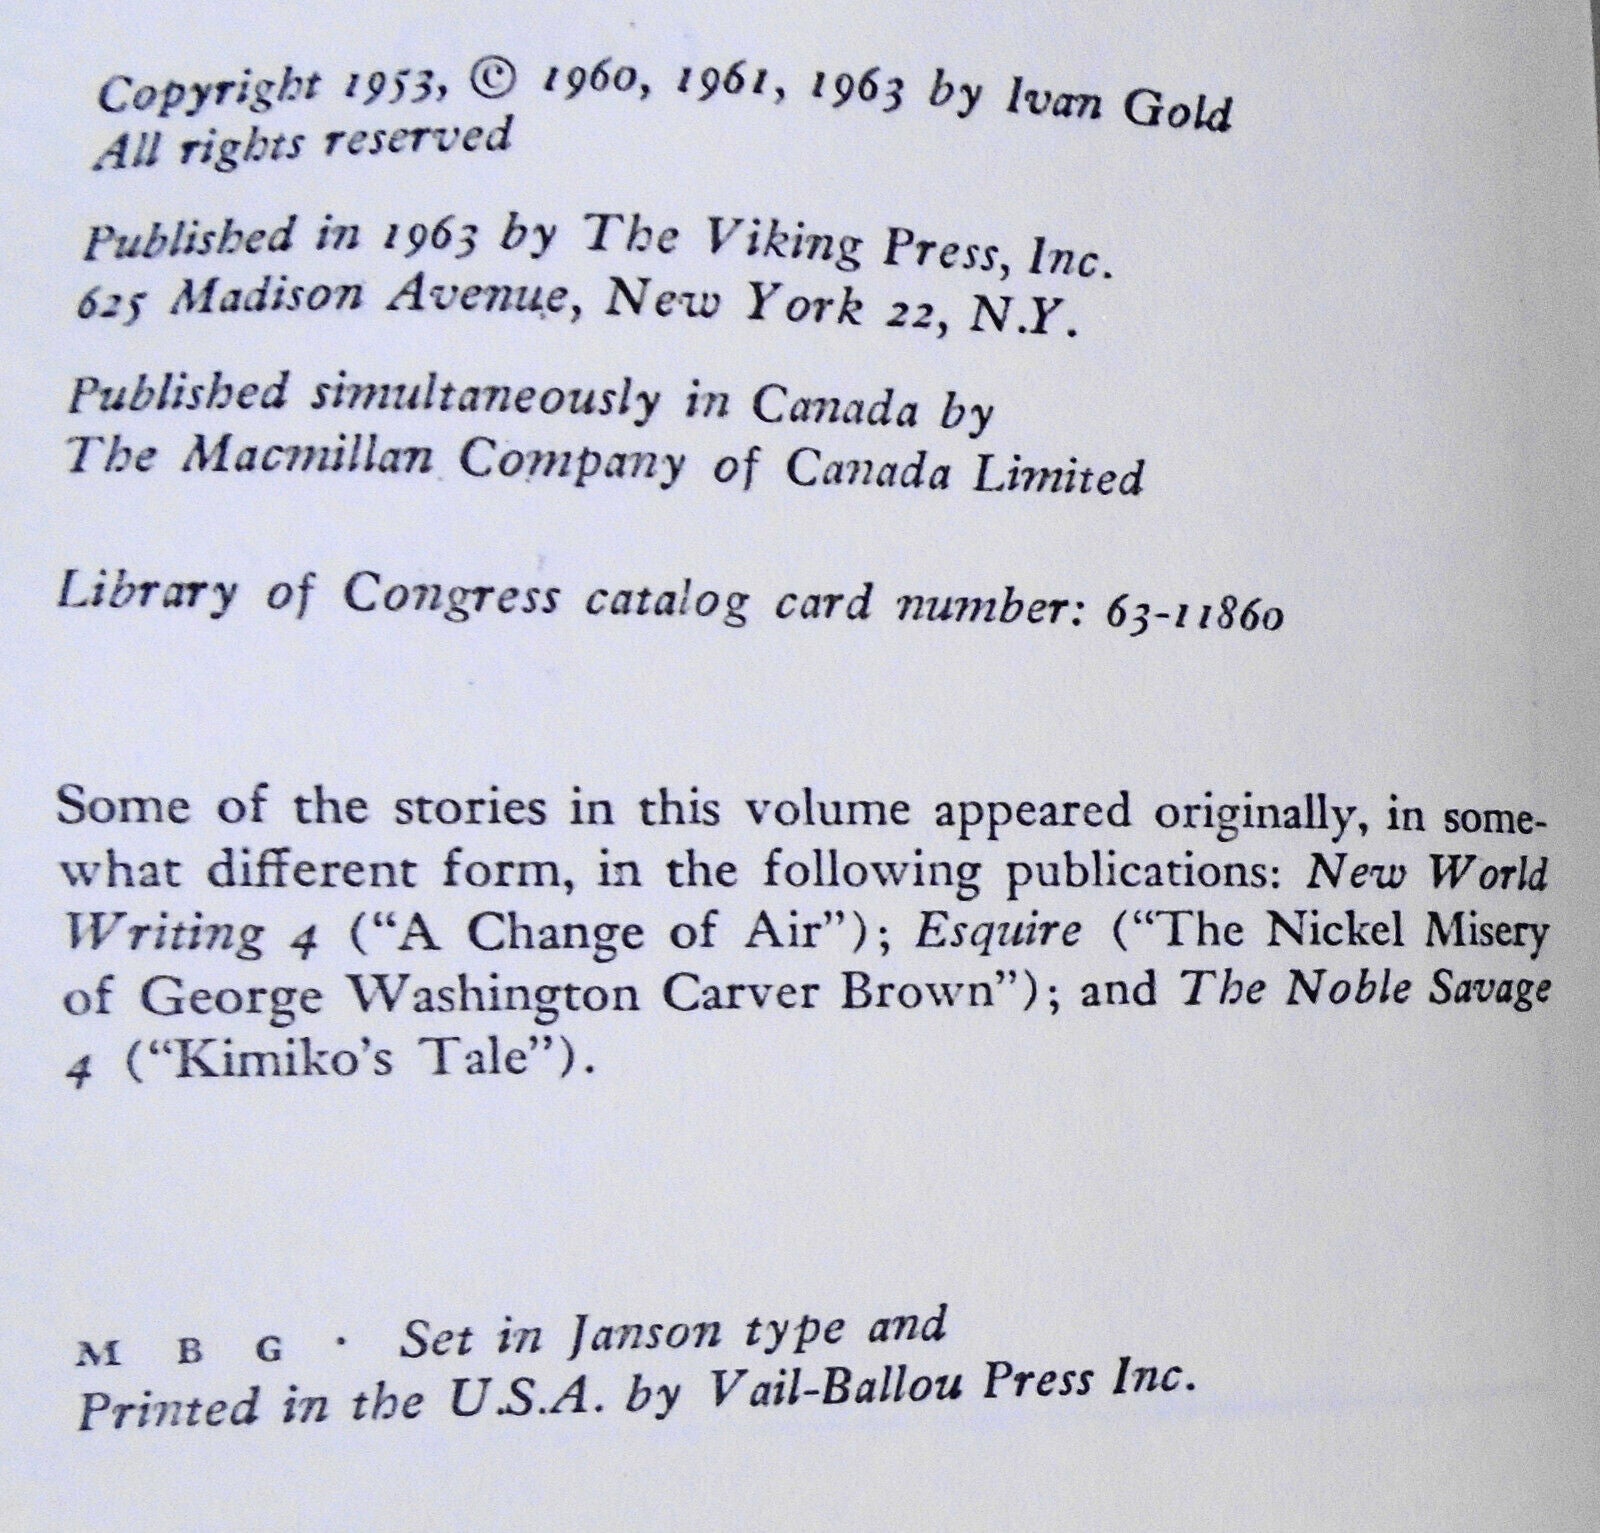 Copyright 1953, © 1960, 1961, 1963 by Ivan Gold
All rights reserved
Published in 1963 by The Viking Press, Inc.
625 Madison Avenue, New York 22, N.Y.
Published simultaneously in Canada by
The Macmillan Company of Canada Limited
Library of Congress catalog card number: 63-11860
Some of the stories in this volume appeared originally, in some-
what different form, in the following publications: New World
Writing 4 (“A Change of Air”); Esquire (“The Nickel Misery
of George Washington Carver Brown”); and The Noble Savage
4 (“Kimiko’s Tale”).
M B G · Set in Janson type and
Printed in the U.S.A. by Vail-Ballou Press Inc.